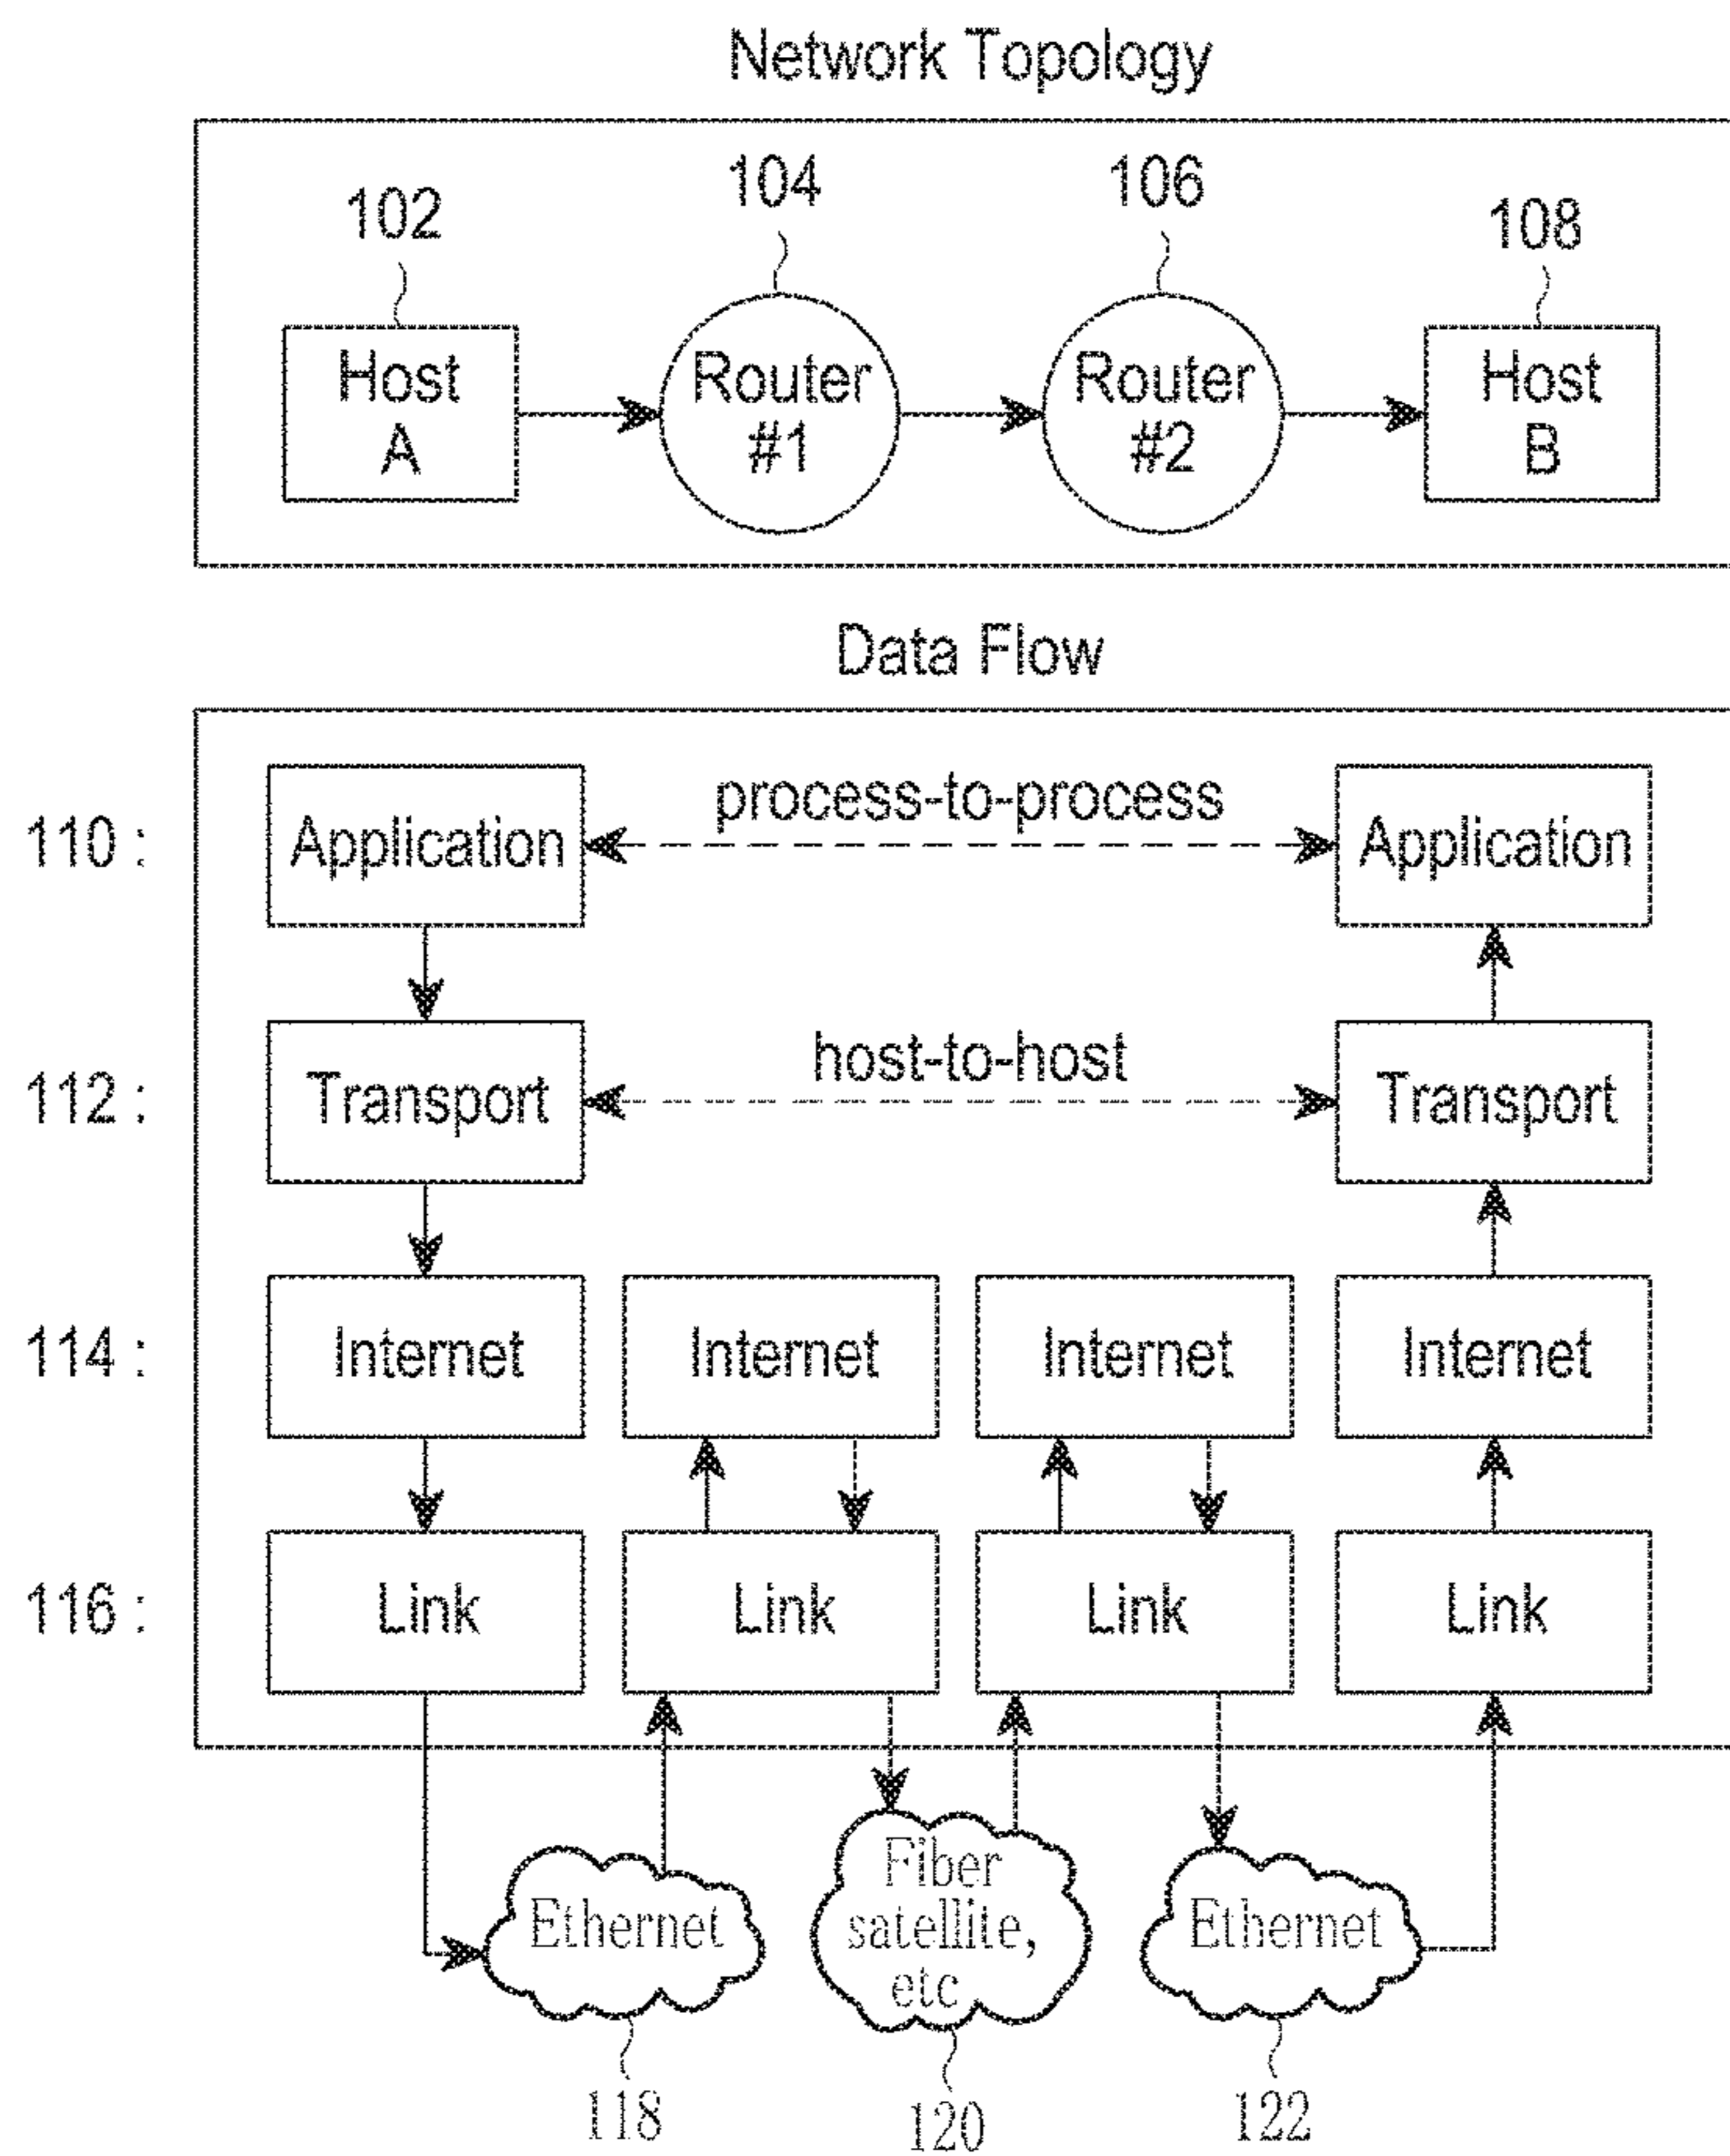 Network Topology
102
104
106
108
Host
A
Router
#1
Router
#2
Host
B
Data Flow
110 :
Application
process-to-process
Application
112 :
Transport
host-to-host
Transport
114 :
Internet
Internet
Internet
Internet
116 :
Link
Link
Link
Link
Ethernet
Fiber
satellite,
etc
Ethernet
118
120
122